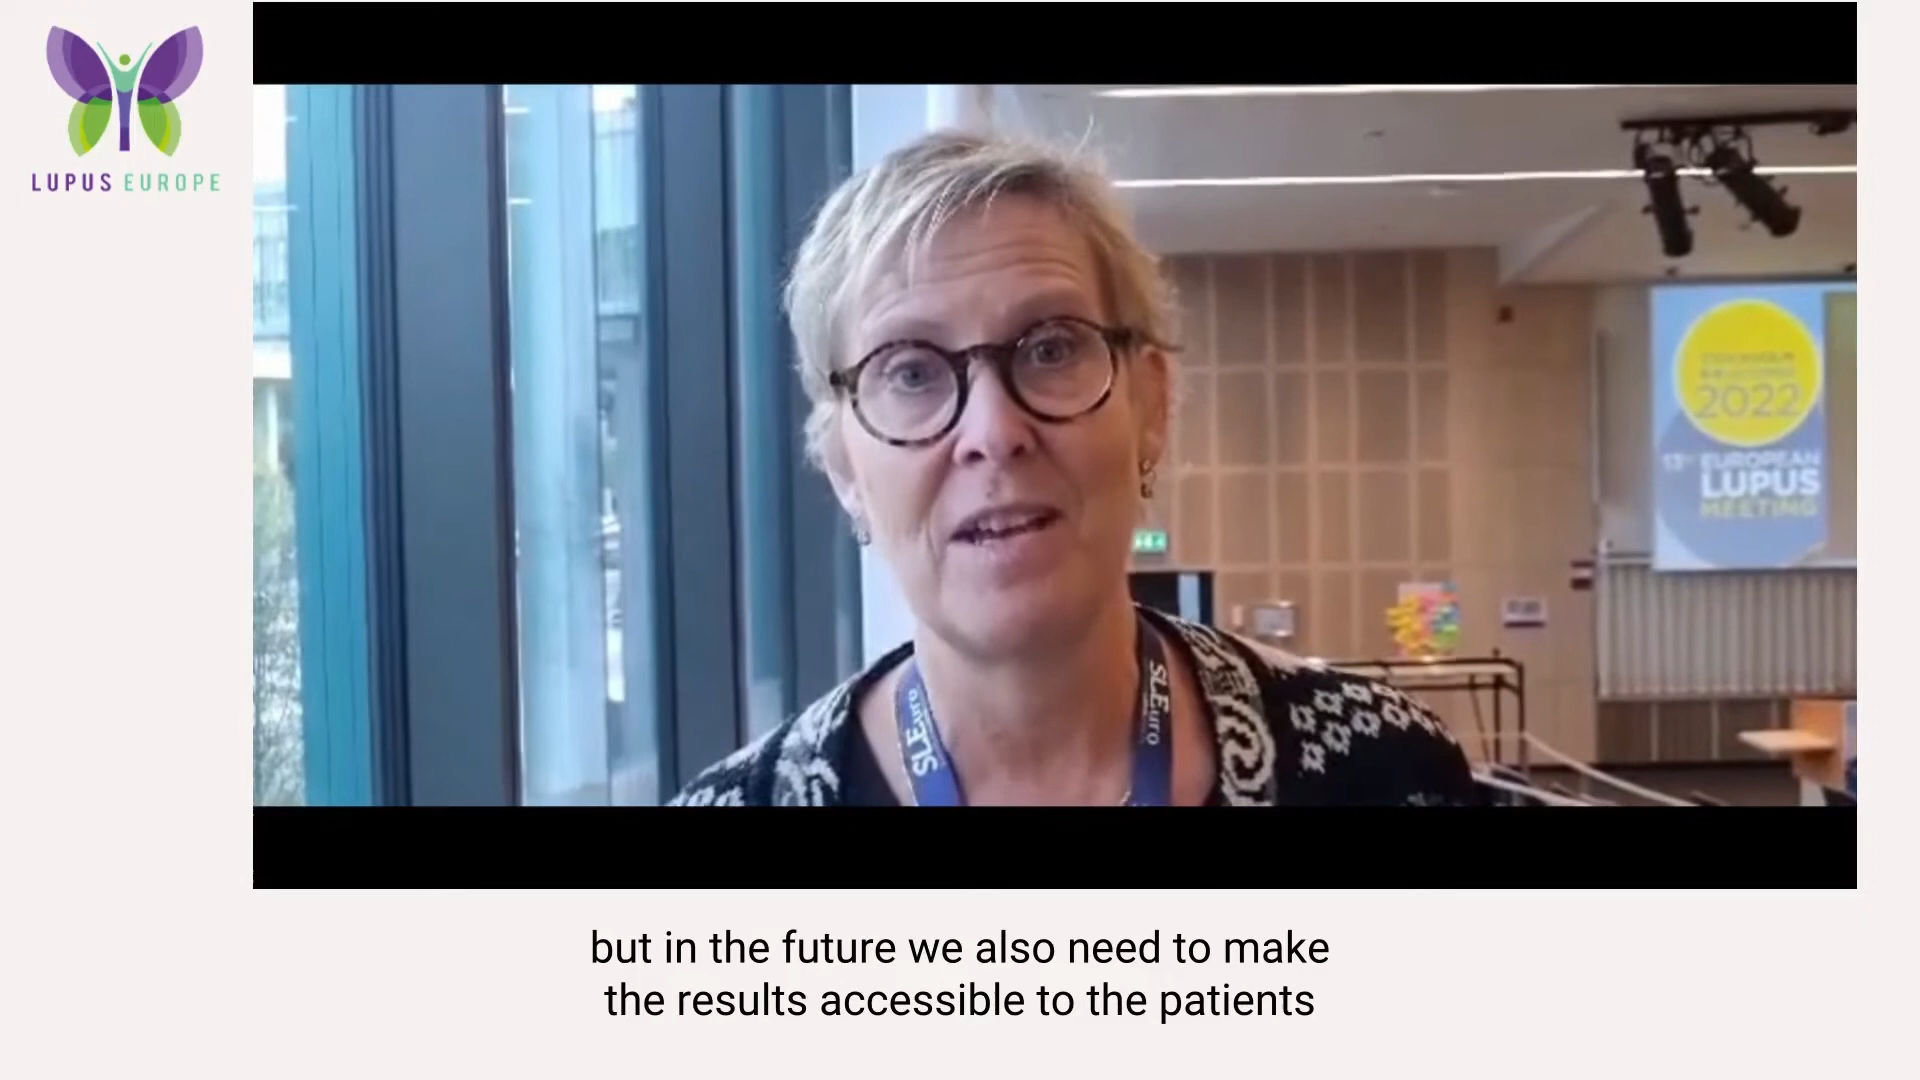 LUPUS EUROPE
2022
13th EUROPEAN
LUPUS
MEETING
SLEuro
SLEuro
but in the future we also need to make
the results accessible to the patients